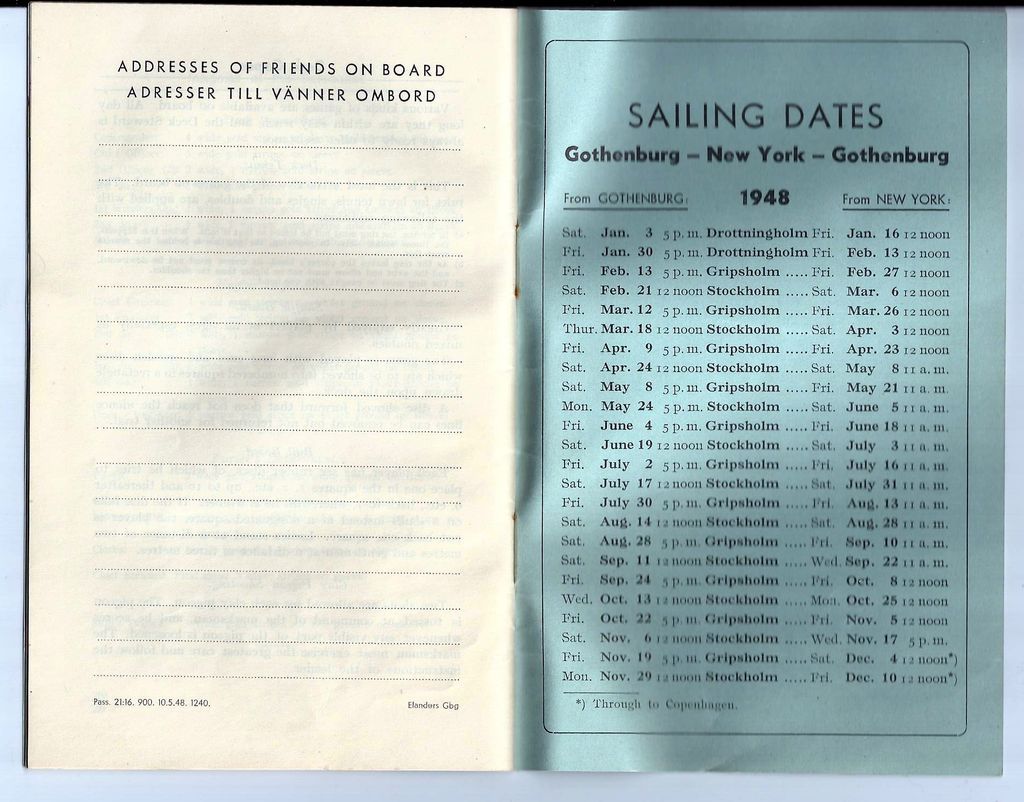 ADDRESSES OF FRIENDS ON BOARD
ADRESSER TILL VÄNNER OMBORD
Pass. 21:16. 900. 10.5.48. 1240.
Elanders Gbg
SAILING DATES
Gothenburg – New York – Gothenburg
From GOTHENBURG: 1948 From NEW YORK:
Sat. Jan. 3 5 p. m. Drottningholm Fri. Jan. 16 12 noon
Fri. Jan. 30 5 p. m. Drottningholm Fri. Feb. 13 12 noon
Fri. Feb. 13 5 p. m. Gripsholm ..... Fri. Feb. 27 12 noon
Sat. Feb. 21 12 noon Stockholm ..... Sat. Mar. 6 12 noon
Fri. Mar. 12 5 p. m. Gripsholm ..... Fri. Mar. 26 12 noon
Thur. Mar. 18 12 noon Stockholm ..... Sat. Apr. 3 12 noon
Fri. Apr. 9 5 p. m. Gripsholm ..... Fri. Apr. 23 12 noon
Sat. Apr. 24 12 noon Stockholm ..... Sat. May 8 11 a. m.
Sat. May 8 5 p. m. Gripsholm ..... Fri. May 21 11 a. m.
Mon. May 24 5 p. m. Stockholm ..... Sat. June 5 11 a. m.
Fri. June 4 5 p. m. Gripsholm ..... Fri. June 18 11 a. m.
Sat. June 19 12 noon Stockholm ..... Sat. July 3 11 a. m.
Fri. July 2 5 p. m. Gripsholm ..... Fri. July 16 11 a. m.
Sat. July 17 12 noon Stockholm ..... Sat. July 31 11 a. m.
Fri. July 30 5 p. m. Gripsholm ..... Fri. Aug. 13 11 a. m.
Sat. Aug. 14 12 noon Stockholm ..... Sat. Aug. 28 11 a. m.
Sat. Aug. 28 5 p. m. Gripsholm ..... Fri. Sep. 10 11 a. m.
Sat. Sep. 11 12 noon Stockholm ..... Wed. Sep. 22 11 a. m.
Fri. Sep. 24 5 p. m. Gripsholm ..... Fri. Oct. 8 12 noon
Wed. Oct. 13 12 noon Stockholm ..... Mon. Oct. 25 12 noon
Fri. Oct. 22 5 p. m. Gripsholm ..... Fri. Nov. 5 12 noon
Sat. Nov. 6 12 noon Stockholm ..... Wed. Nov. 17 5 p. m.
Fri. Nov. 19 5 p. m. Gripsholm ..... Sat. Dec. 4 12 noon*)
Mon. Nov. 29 12 noon Stockholm ..... Fri. Dec. 10 12 noon*)
*) Through to Copenhagen.